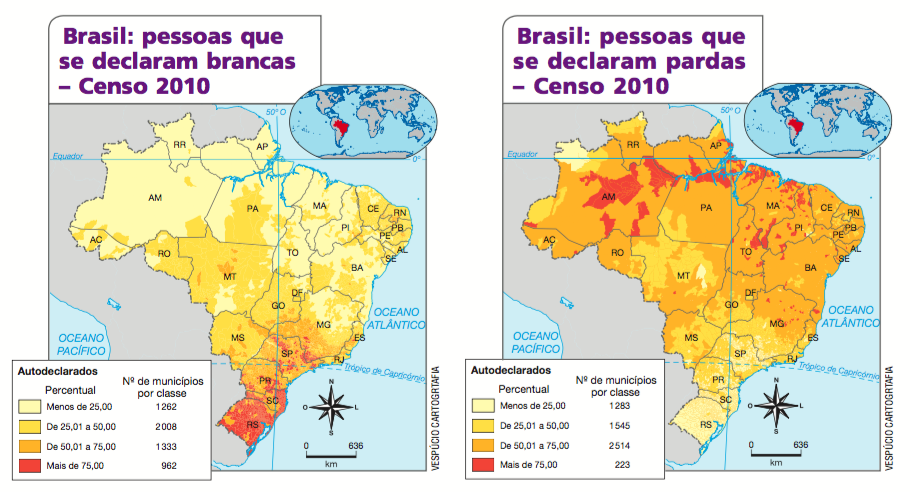 Brasil: pessoas que
se declaram brancas
– Censo 2010
50° O
Equador
0°
RR
AP
AM
PA
MA
CE
RN
PB
PI
PE
AL
SE
AC
RO
TO
BA
MT
DF
GO
MG
ES
MS
SP
RJ
PR
SC
RS
OCEANO
ATLÂNTICO
OCEANO
PACÍFICO
Trópico de Capricórnio
Autodeclarados
Percentual Nº de municípios
por classe
Menos de 25,00 1262
De 25,01 a 50,00 2008
De 50,01 a 75,00 1333
Mais de 75,00 962
N
O L
S
0 636
km
VESPÚCIO CARTOGRAFIA
Brasil: pessoas que
se declaram pardas
– Censo 2010
50° O
Equador
0°
RR
AP
AM
PA
MA
CE
RN
PB
PI
PE
AL
SE
AC
RO
TO
BA
MT
DF
GO
MG
ES
MS
SP
RJ
PR
SC
RS
OCEANO
ATLÂNTICO
OCEANO
PACÍFICO
Trópico de Capricórnio
Autodeclarados
Percentual Nº de municípios
por classe
Menos de 25,00 1283
De 25,01 a 50,00 1545
De 50,01 a 75,00 2514
Mais de 75,00 223
N
O L
S
0 636
km
VESPÚCIO CARTOGRAFIA